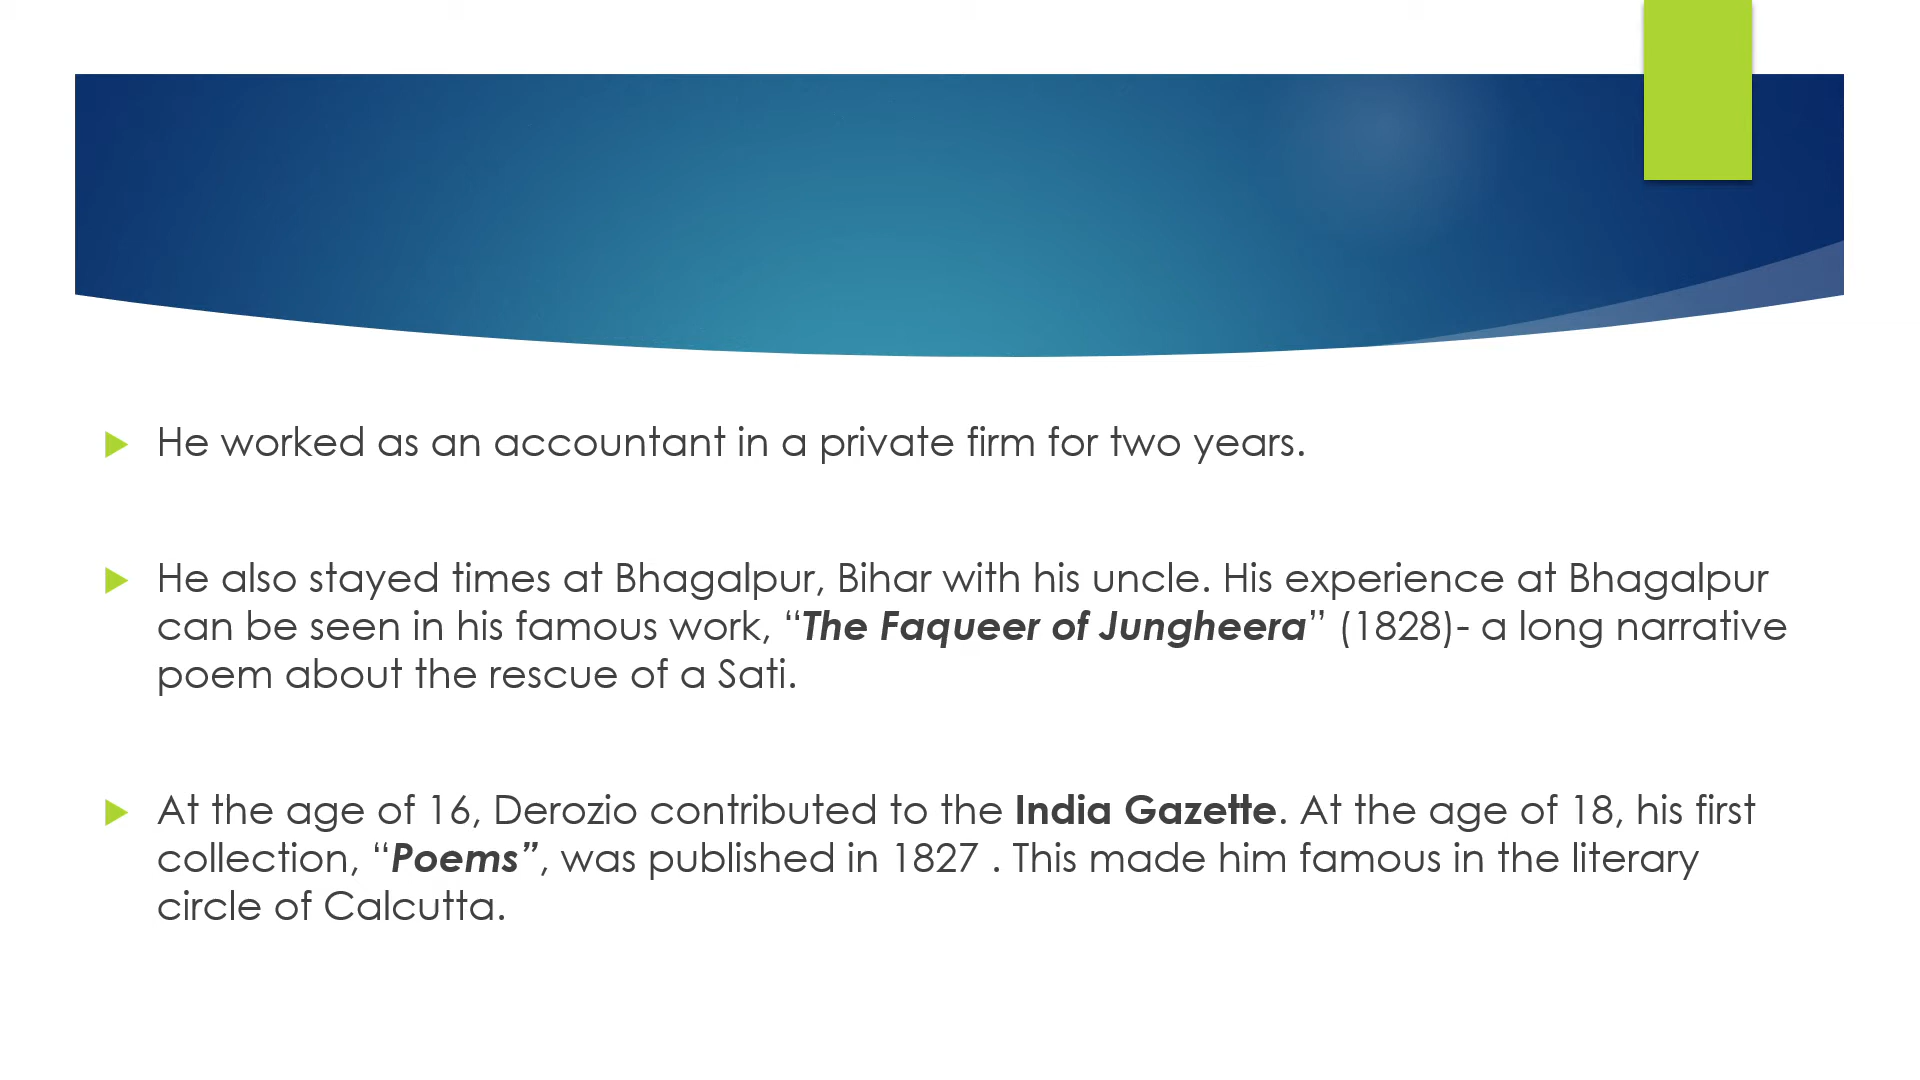 He worked as an accountant in a private firm for two years.
He also stayed times at Bhagalpur, Bihar with his uncle. His experience at Bhagalpur
can be seen in his famous work, “The Faqueer of Jungheera” (1828)- a long narrative
poem about the rescue of a Sati.
At the age of 16, Derozio contributed to the India Gazette. At the age of 18, his first
collection, “Poems”, was published in 1827 . This made him famous in the literary
circle of Calcutta.